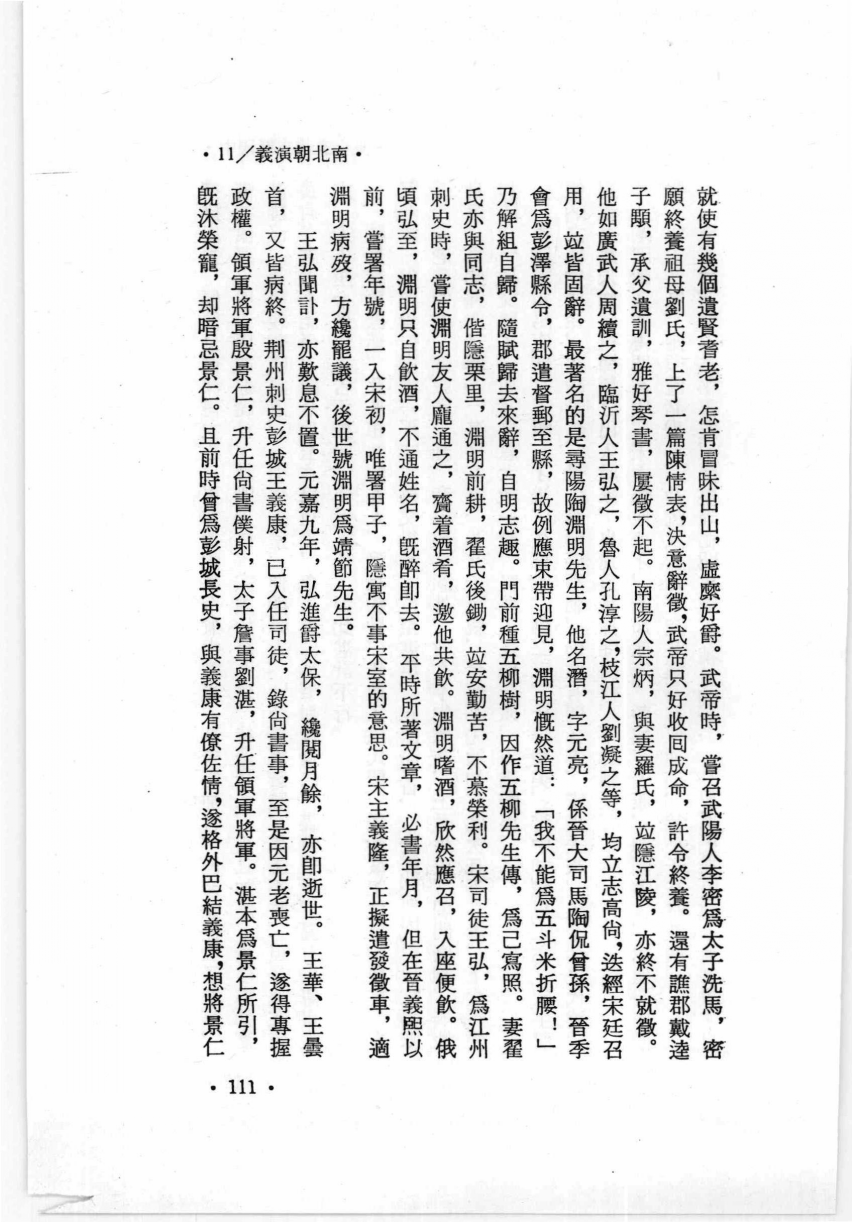 ·南北朝演義/11·
就使有幾個遺賢耆老，怎肯冒昧出山，虛縻好爵。武帝時，嘗召武陽人李密爲太子洗馬，密
願終養祖母劉氏，上了一篇陳情表，決意辭徵，武帝只好收囘成命，許令終養。還有譙郡戴逵
子顒，承父遺訓，雅好琴書，屢徵不起。南陽人宗炳，與妻羅氏，竝隱江陵，亦終不就徵。
他如廣武人周續之，臨沂人王弘之，魯人孔淳之，枝江人劉凝之等，均立志高尙，迭經宋廷召
用，竝皆固辭。最著名的是尋陽陶淵明先生，他名潛，字元亮，係晉大司馬陶侃曾孫，晉季
會爲彭澤縣令，郡遣督郵至縣，故例應束帶迎見，淵明慨然道：「我不能爲五斗米折腰！」
乃解組自歸。隨賦歸去來辭，自明志趣。門前種五柳樹，因作五柳先生傳，爲己寫照。妻翟
氏亦與同志，偕隱栗里，淵明前耕，翟氏後鋤，竝安勤苦，不慕榮利。宋司徒王弘，爲江州
刺史時，嘗使淵明友人龐通之，齎着酒肴，邀他共飮。淵明嗜酒，欣然應召，入座便飮。俄
頃弘至，淵明只自飮酒，不通姓名，旣醉卽去。平時所著文章，必書年月，但在晉義熙以
前，嘗署年號，一入宋初，唯署甲子，隱寓不事宋室的意思。宋主義隆，正擬遣發徵車，適
淵明病歿，方纔罷議，後世號淵明爲靖節先生。
王弘聞訃，亦歎息不置。元嘉九年，弘進爵太保，纔閱月餘，亦卽逝世。王華、王曇
首，又皆病終。荆州刺史彭城王義康，已入任司徒，錄尙書事，至是因元老喪亡，遂得專握
政權。領軍將軍殷景仁，升任尙書僕射，太子詹事劉湛，升任領軍將軍。湛本爲景仁所引，
旣沐榮寵，却暗忌景仁。且前時曾爲彭城長史，與義康有僚佐情，遂格外巴結義康，想將景仁
·111·